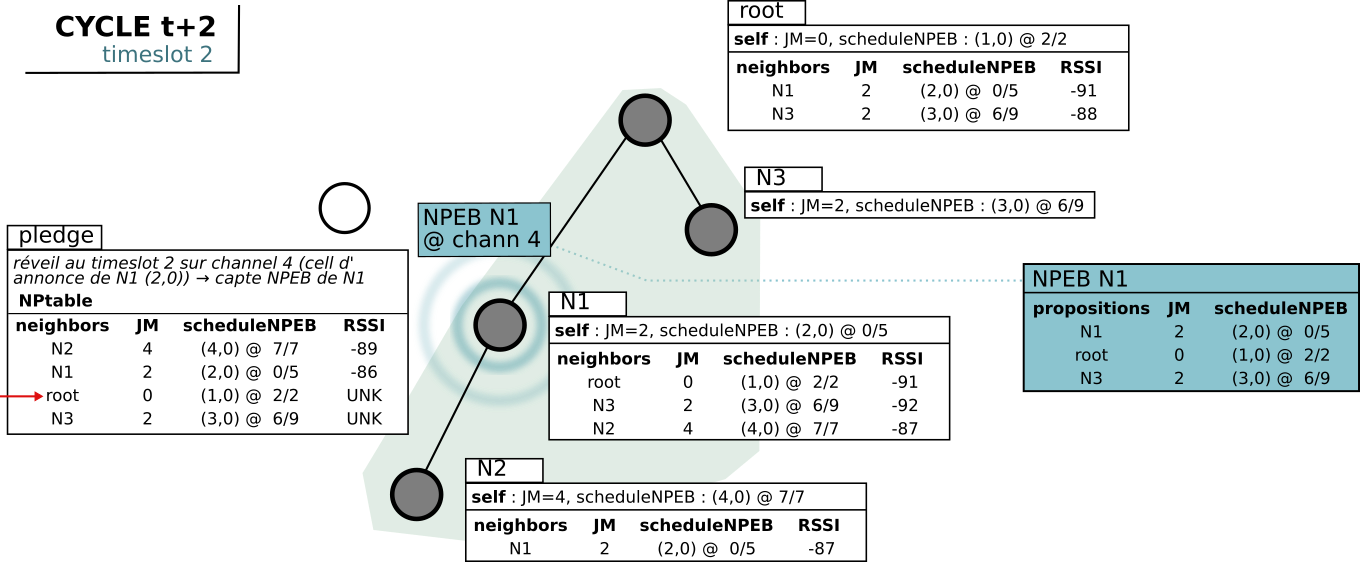 CYCLE t+2
timeslot 2
root
self : JM=0, scheduleNPEB : (1,0) @ 2/2
neighbors JM scheduleNPEB RSSI
N1 2 (2,0) @ 0/5 -91
N3 2 (3,0) @ 6/9 -88
N3
self : JM=2, scheduleNPEB : (3,0) @ 6/9
NPEB N1
@ chann 4
pledge
réveil au timeslot 2 sur channel 4 (cell d'
annonce de N1 (2,0)) → capte NPEB de N1
NPtable
neighbors JM scheduleNPEB RSSI
N2 4 (4,0) @ 7/7 -89
N1 2 (2,0) @ 0/5 -86
root 0 (1,0) @ 2/2 UNK
N3 2 (3,0) @ 6/9 UNK
NPEB N1
propositions JM scheduleNPEB
N1 2 (2,0) @ 0/5
root 0 (1,0) @ 2/2
N3 2 (3,0) @ 6/9
N1
self : JM=2, scheduleNPEB : (2,0) @ 0/5
neighbors JM scheduleNPEB RSSI
root 0 (1,0) @ 2/2 -91
N3 2 (3,0) @ 6/9 -92
N2 4 (4,0) @ 7/7 -87
N2
self : JM=4, scheduleNPEB : (4,0) @ 7/7
neighbors JM scheduleNPEB RSSI
N1 2 (2,0) @ 0/5 -87